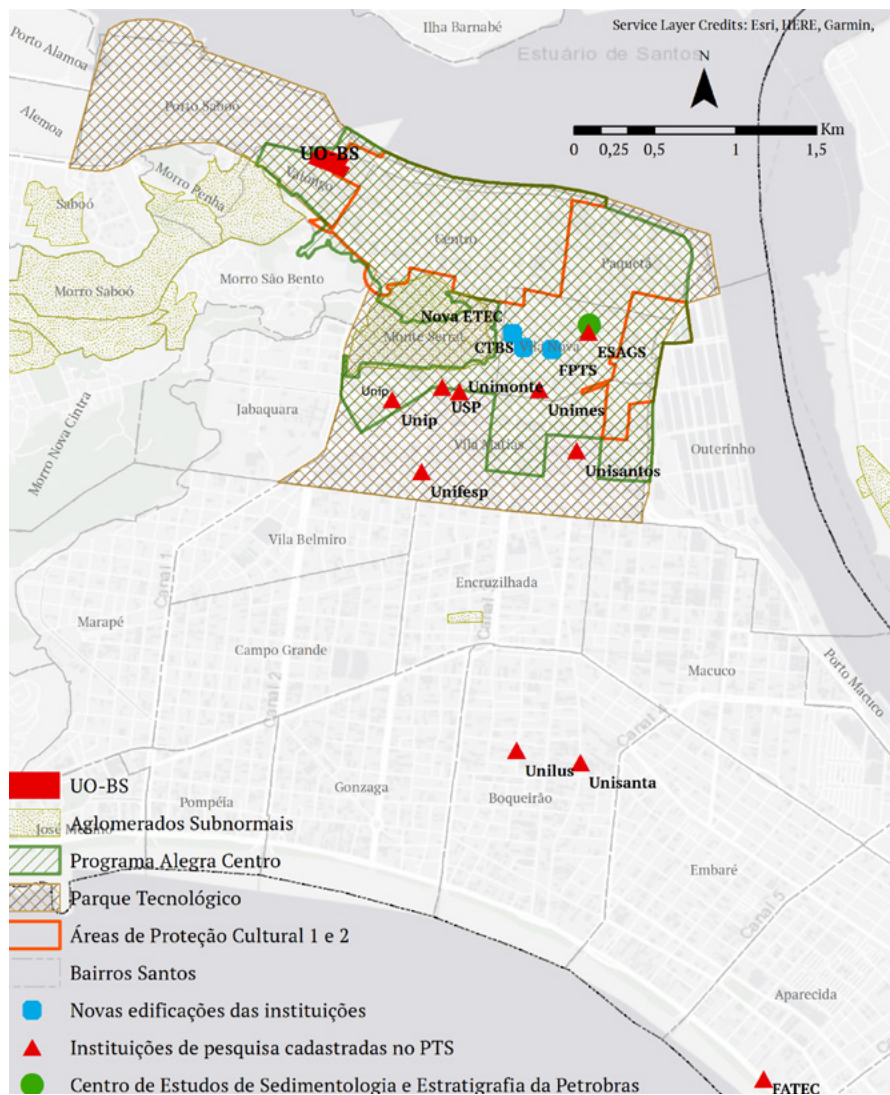 Service Layer Credits: Esri, HERE, Garmin,
Ilha Barnabé
Estuário de Santos
Porto Alamoa
N
Km
0 0,25 0,5 1 1,5
Porto Saboó
Alemoa
UO-BS
Valongo
Morro Penha
Saboó
Centro
Paquetá
Morro São Bento
Morro Saboó
Nova ETEC
Monte Serrat
CTBS
Vila Nova
ESAGS
FPTS
Unip
Unimonte
USP
Unip
Unimes
Jabaquara
Morro Nova Cintra
Vila Matias
Outerinho
Unisantos
Unifesp
Vila Belmiro
Canal 1
Encruzilhada
Canal 3
Marapé
Campo Grande
Canal 2
Macuco
Porto Macuco
Canal 4
Unilus
Unisanta
Gonzaga
Boqueirão
Pompéia
José Menino
Embaré
Canal 5
Aparecida
FATEC
UO-BS
Aglomerados Subnormais
Programa Alegra Centro
Parque Tecnológico
Áreas de Proteção Cultural 1 e 2
Bairros Santos
Novas edificações das instituições
Instituições de pesquisa cadastradas no PTS
Centro de Estudos de Sedimentologia e Estratigrafia da Petrobras